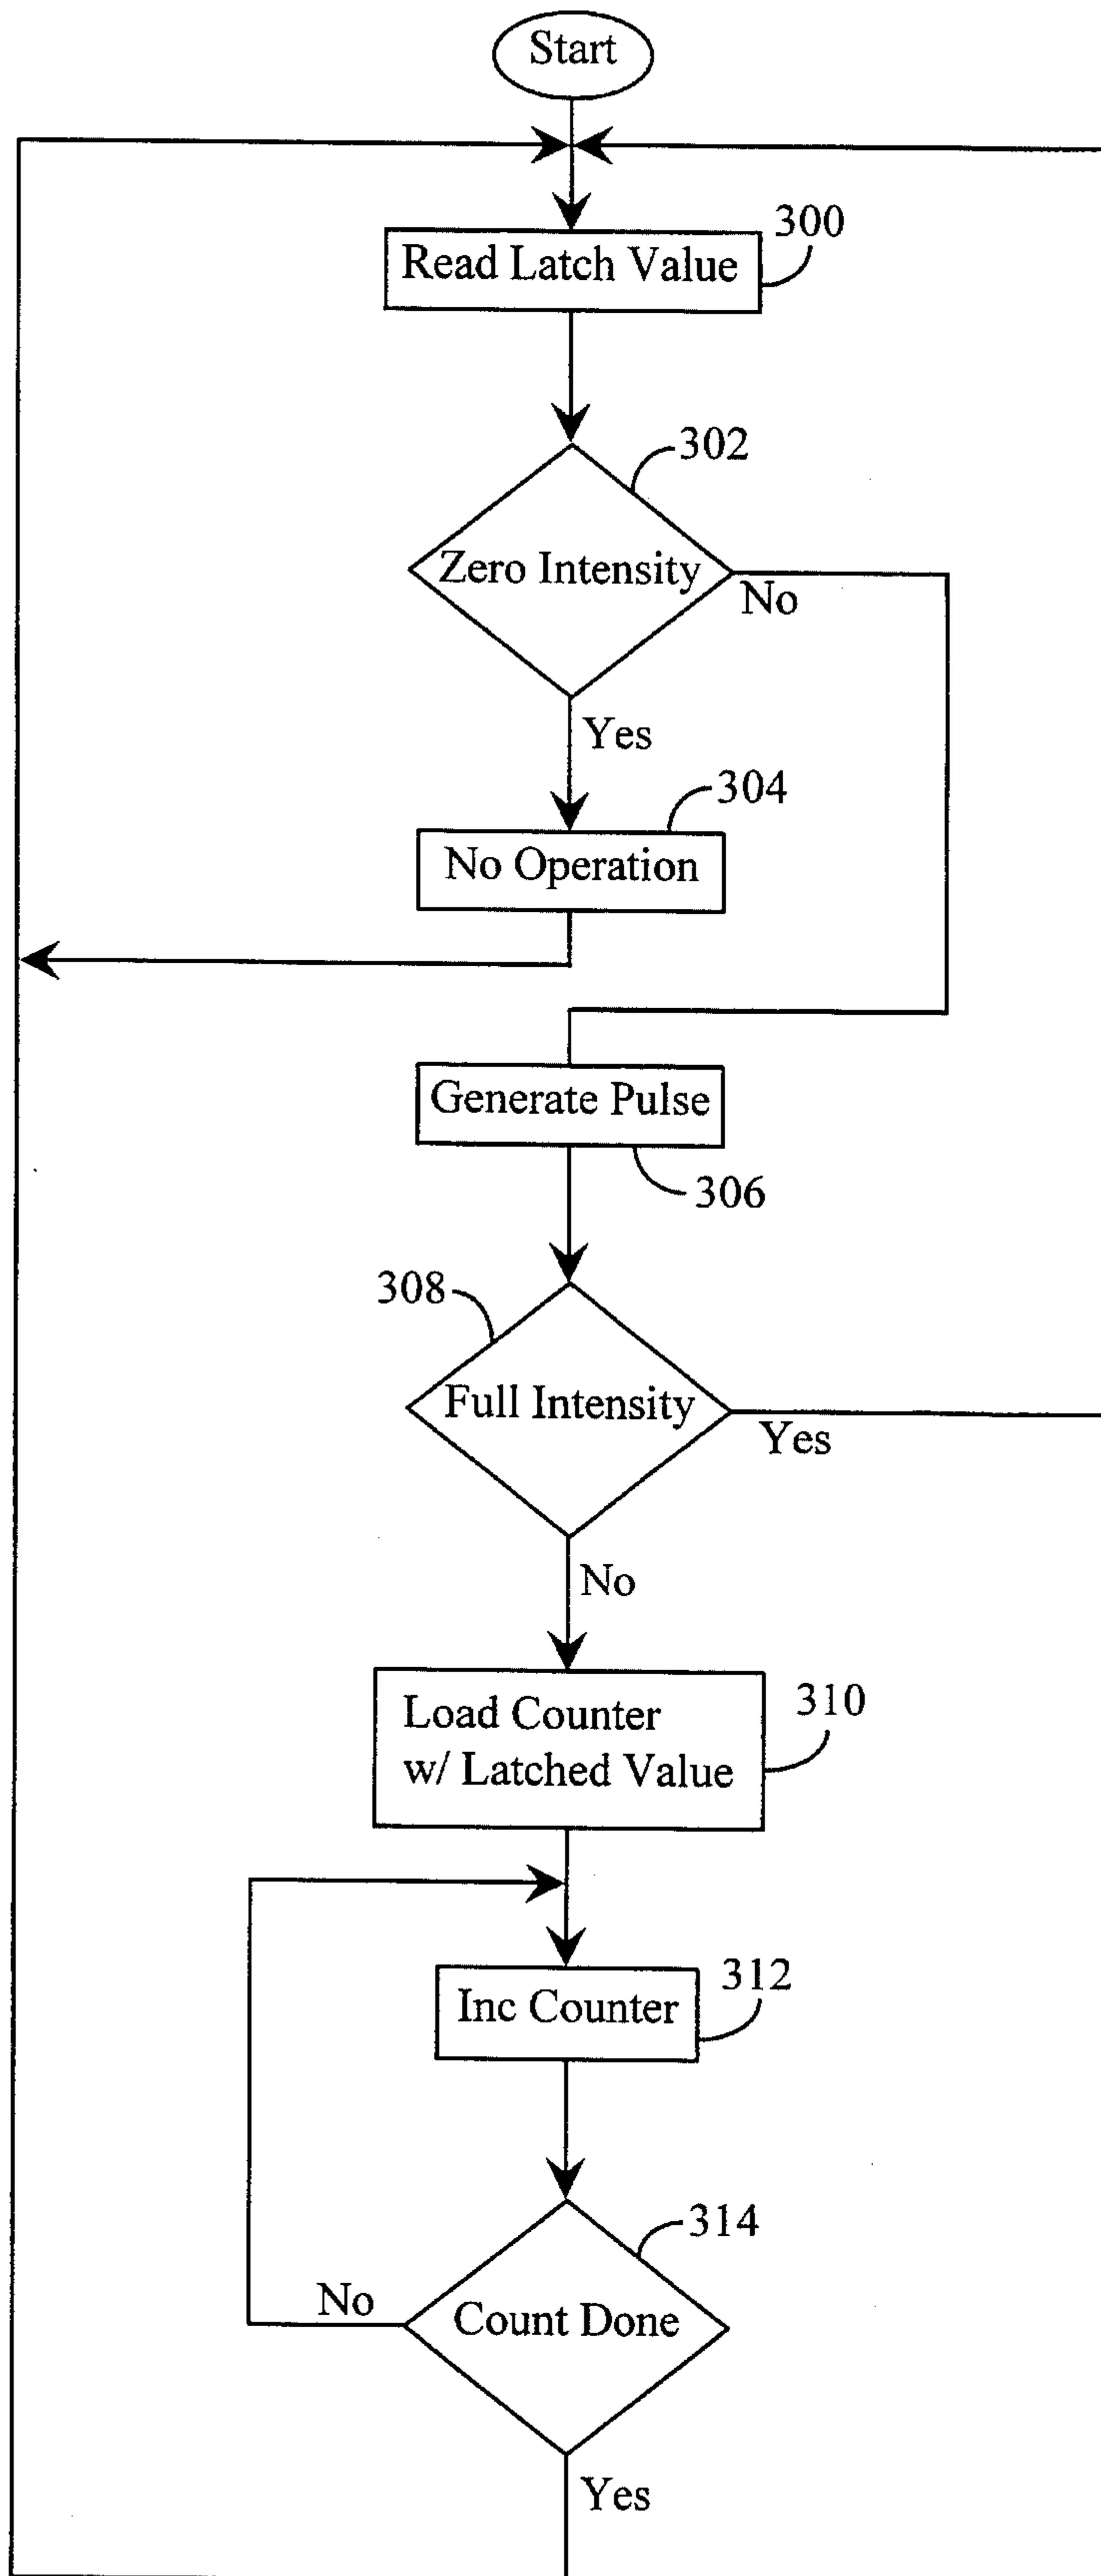 Start
300
Read Latch Value
302
Zero Intensity
No
Yes
304
No Operation
Generate Pulse
306
308
Full Intensity
Yes
No
310
Load Counter
w/ Latched Value
312
Inc Counter
314
No
Count Done
Yes